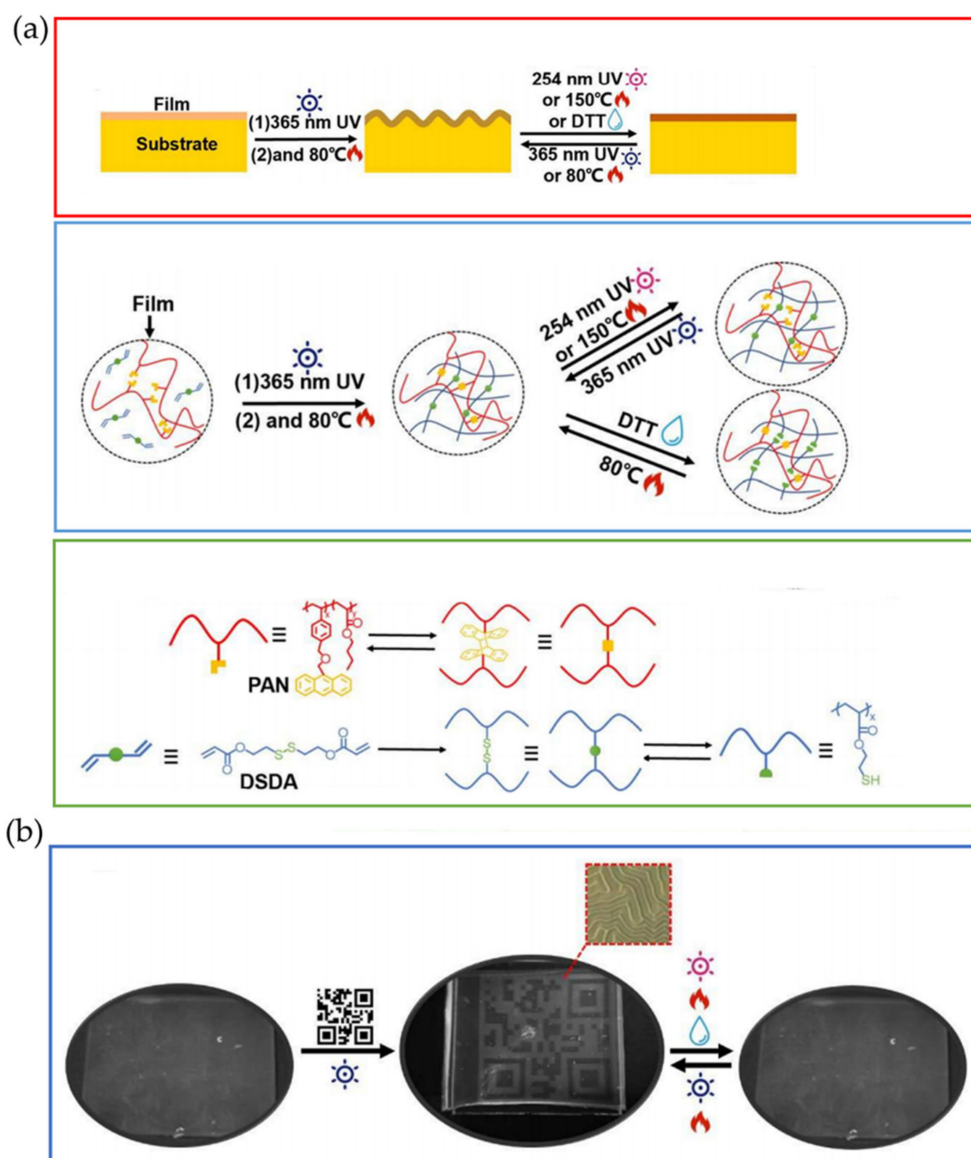 (a)
Film
Substrate
(1)365 nm UV
(2)and 80℃
254 nm UV
or 150℃
or DTT
365 nm UV
or 80℃
Film
(1)365 nm UV
(2) and 80℃
254 nm UV
or 150℃
365 nm UV
DTT
80℃
PAN
x
y
O
O
O
DSDA
O
O
S
S
O
O
S
S
x
O
O
SH
(b)